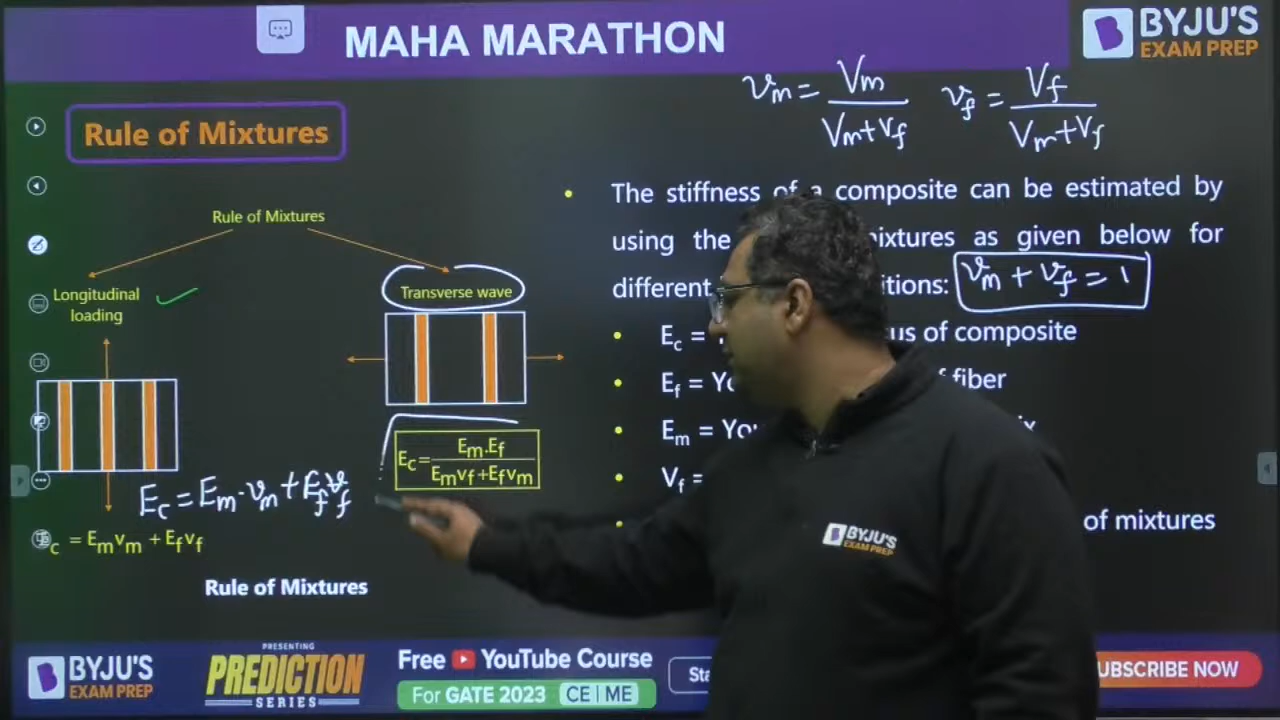 MAHA MARATHON
BYJU'S
EXAM PREP
Rule of Mixtures
vm = Vm / Vm+Vf
vf = Vf / Vm+Vf
Rule of Mixtures
Longitudinal
loading
Transverse wave
• The stiffness of a composite can be estimated by
using the mixtures as given below for
different itions: vm + vf = 1
• Ec = us of composite
• Ef = You of fiber
• Em = You
• Vf =
• of mixtures
Ec = Em.Ef / Emvf +Efvm
Ec = Em · vm + Efvf
c = Emvm + Efvf
Rule of Mixtures
BYJU'S
EXAM PREP
BYJU'S
EXAM PREP
PRESENTING
PREDICTION
SERIES
Free YouTube Course
For GATE 2023 CE | ME
Sta
UBSCRIBE NOW